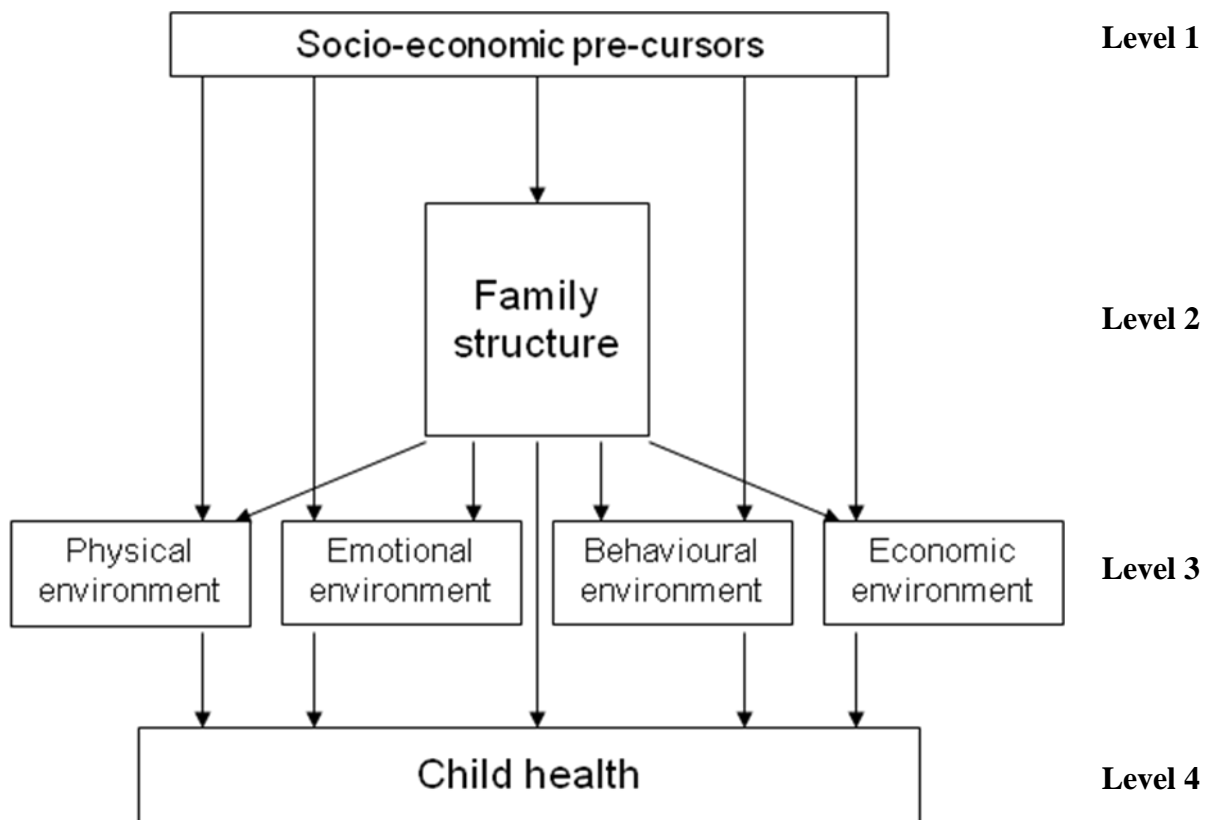 Socio-economic pre-cursors
Level 1
Family
structure
Level 2
Physical
environment
Emotional
environment
Behavioural
environment
Economic
environment
Level 3
Child health
Level 4